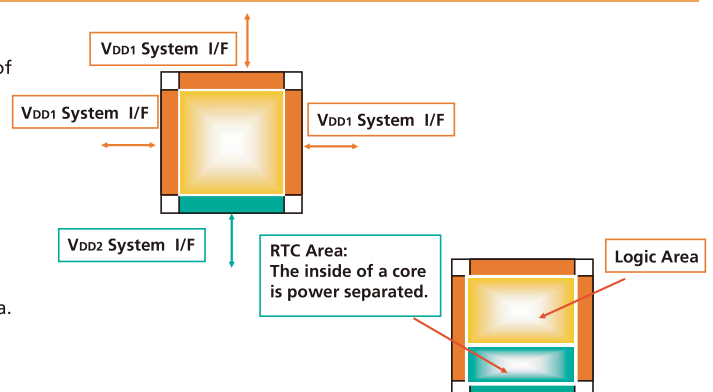 VDD1 System I/F
of
VDD1 System I/F
VDD1 System I/F
VDD2 System I/F
RTC Area:
The inside of a core
is power separated.
Logic Area
a.